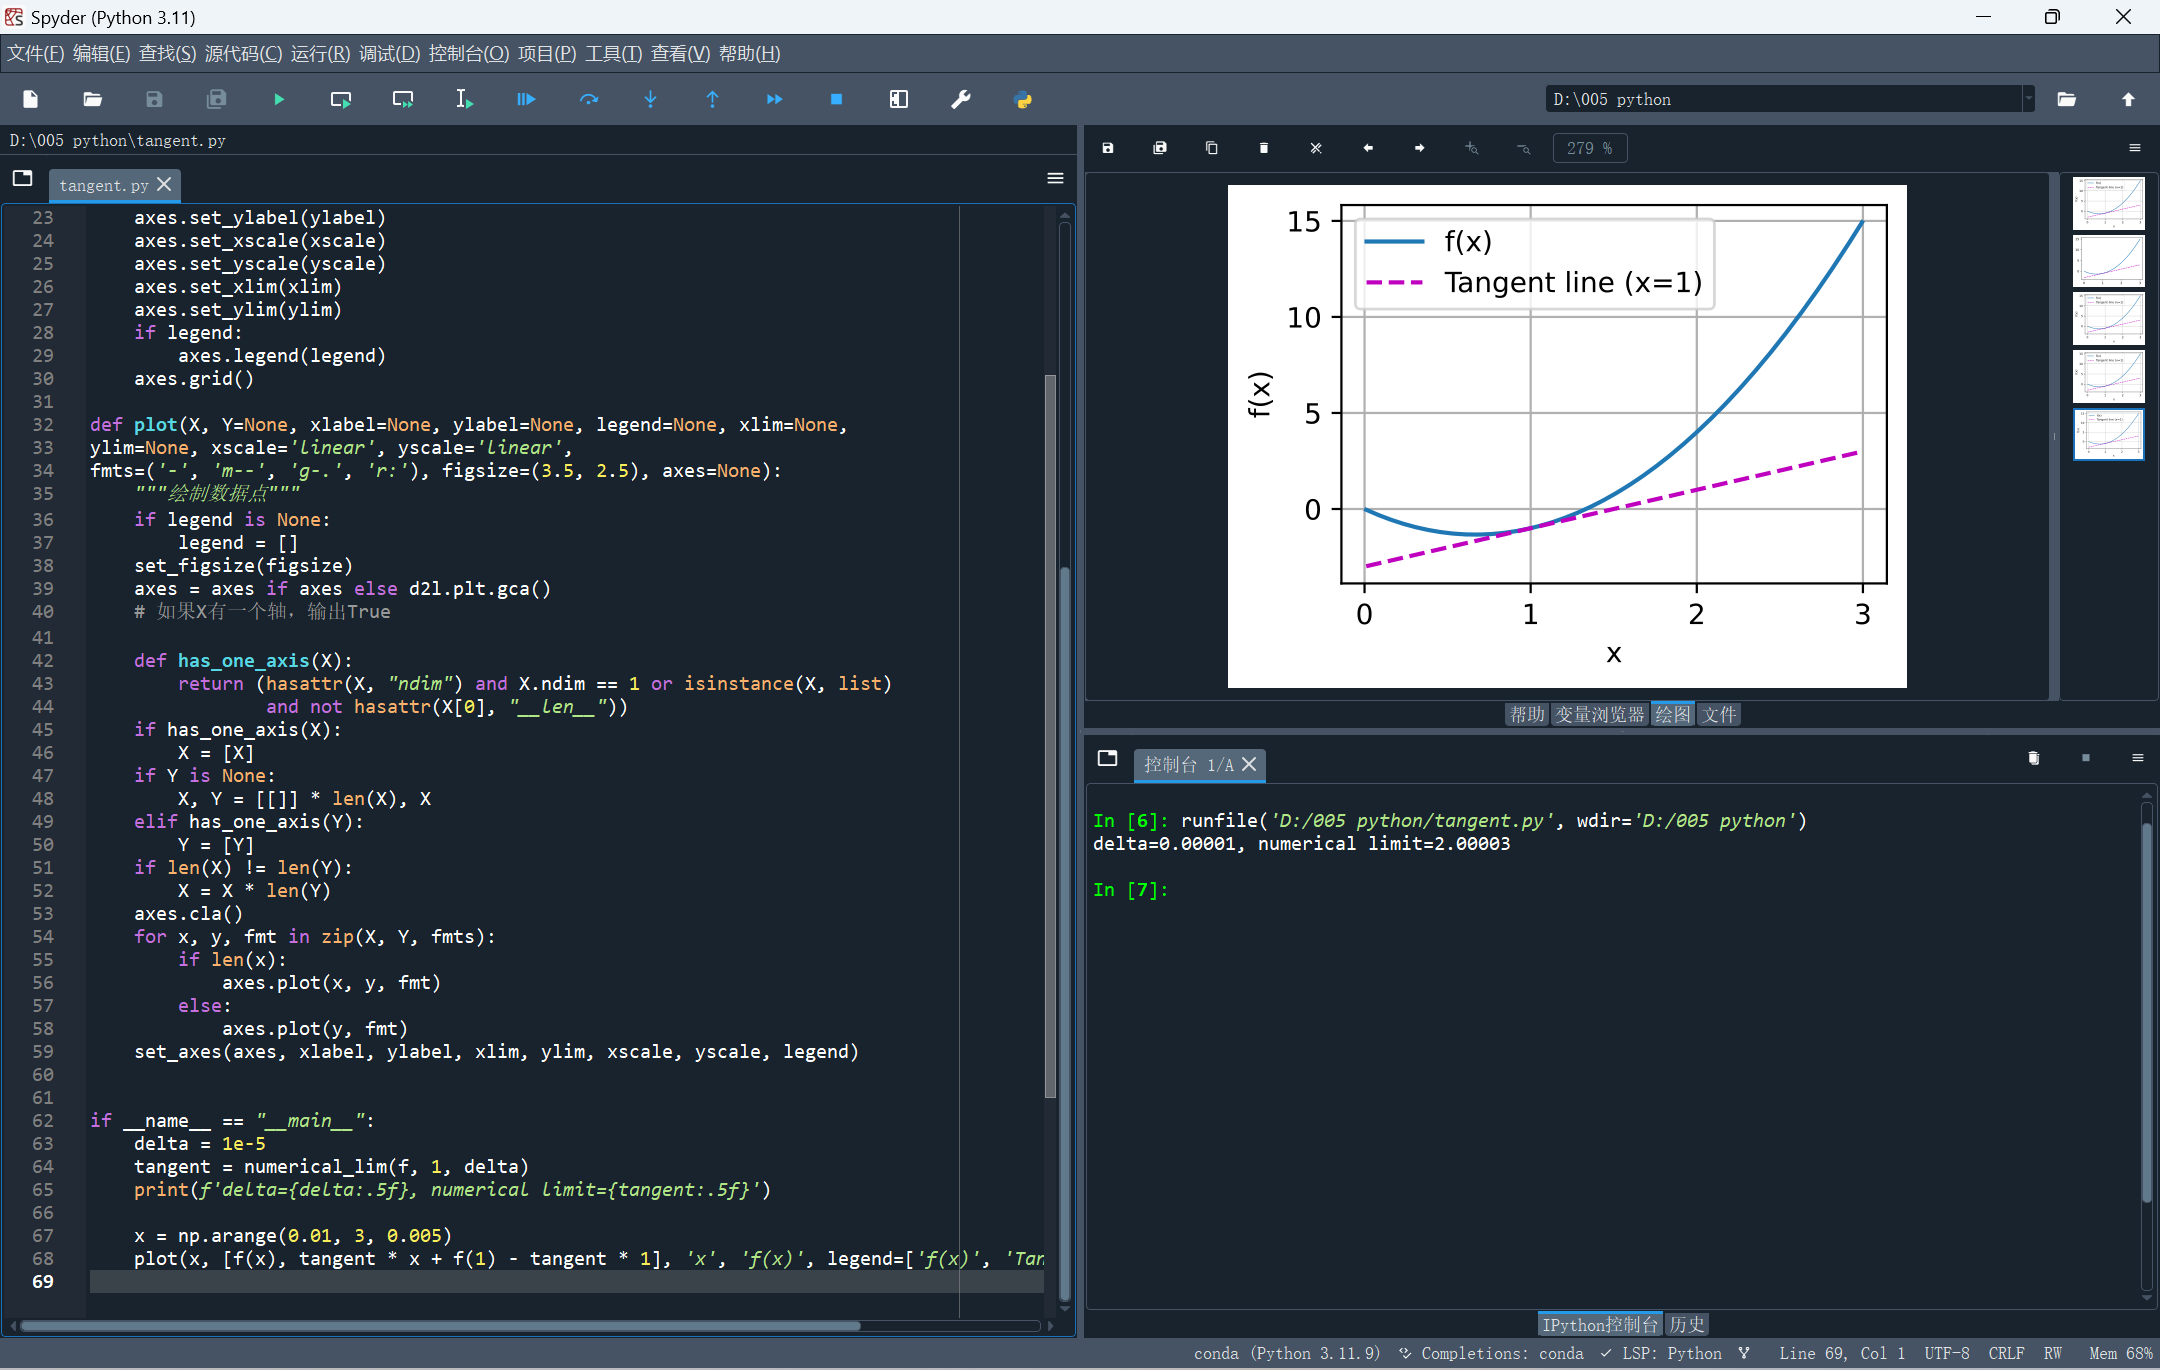 Spyder (Python 3.11)
文件(F) 编辑(E) 查找(S) 源代码(C) 运行(R) 调试(D) 控制台(O) 项目(P) 工具(T) 查看(V) 帮助(H)
D:\005 python
D:\005 python\tangent.py
tangent.py
23 axes.set_ylabel(ylabel)
24 axes.set_xscale(xscale)
25 axes.set_yscale(yscale)
26 axes.set_xlim(xlim)
27 axes.set_ylim(ylim)
28 if legend:
29 axes.legend(legend)
30 axes.grid()
31
32 def plot(X, Y=None, xlabel=None, ylabel=None, legend=None, xlim=None,
33 ylim=None, xscale='linear', yscale='linear',
34 fmts=('-', 'm--', 'g-.', 'r:'), figsize=(3.5, 2.5), axes=None):
35 """绘制数据点"""
36 if legend is None:
37 legend = []
38 set_figsize(figsize)
39 axes = axes if axes else d2l.plt.gca()
40 # 如果X有一个轴，输出True
41
42 def has_one_axis(X):
43 return (hasattr(X, "ndim") and X.ndim == 1 or isinstance(X, list)
44 and not hasattr(X[0], "__len__"))
45 if has_one_axis(X):
46 X = [X]
47 if Y is None:
48 X, Y = [[]] * len(X), X
49 elif has_one_axis(Y):
50 Y = [Y]
51 if len(X) != len(Y):
52 X = X * len(Y)
53 axes.cla()
54 for x, y, fmt in zip(X, Y, fmts):
55 if len(x):
56 axes.plot(x, y, fmt)
57 else:
58 axes.plot(y, fmt)
59 set_axes(axes, xlabel, ylabel, xlim, ylim, xscale, yscale, legend)
60
61
62 if __name__ == "__main__":
63 delta = 1e-5
64 tangent = numerical_lim(f, 1, delta)
65 print(f'delta={delta:.5f}, numerical limit={tangent:.5f}')
66
67 x = np.arange(0.01, 3, 0.005)
68 plot(x, [f(x), tangent * x + f(1) - tangent * 1], 'x', 'f(x)', legend=['f(x)', 'Tan
69
279 %
15
10
5
0
f(x)
f(x)
Tangent line (x=1)
0 1 2 3
x
帮助 变量浏览器 绘图 文件
控制台 1/A
In [6]: runfile('D:/005 python/tangent.py', wdir='D:/005 python')
delta=0.00001, numerical limit=2.00003
In [7]:
IPython控制台 历史
conda (Python 3.11.9) Completions: conda LSP: Python Line 69, Col 1 UTF-8 CRLF RW Mem 68%